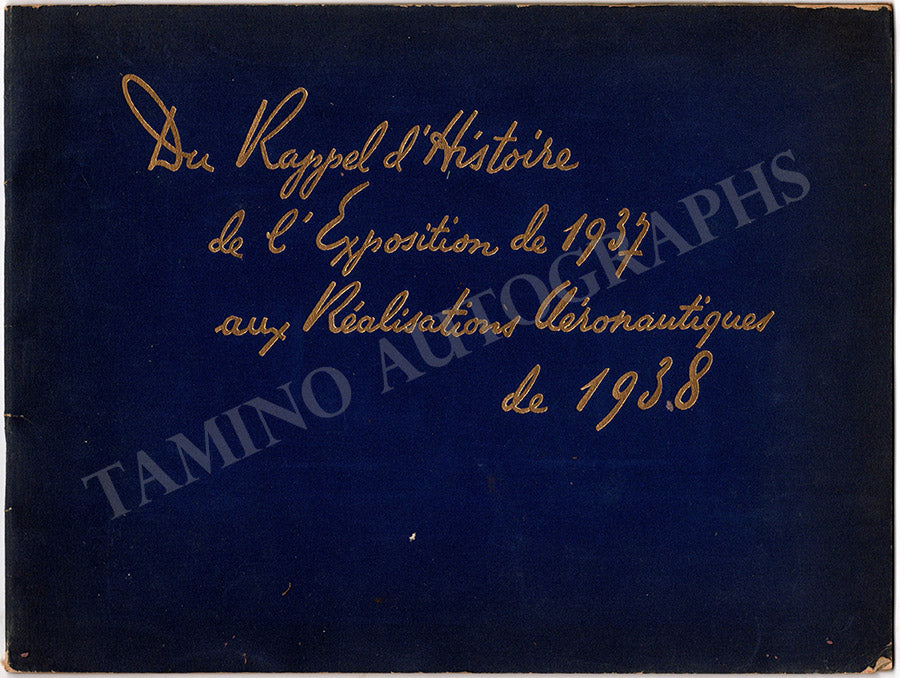 Du Rappel d'Histoire
de l'Exposition de 1937
aux Réalisations Aéronautiques
de 1938
TAMINO AUTOGRAPHS